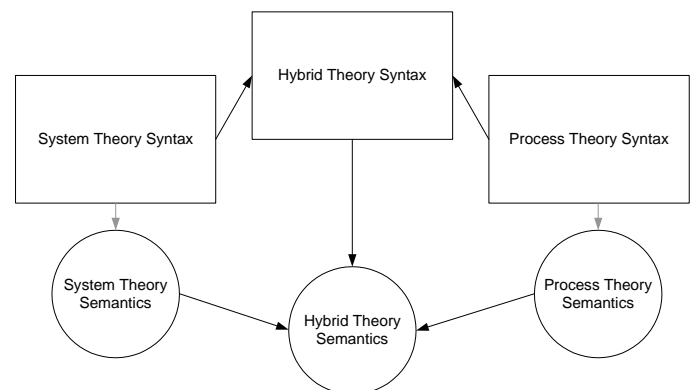 Hybrid Theory Syntax
System Theory Syntax
Process Theory Syntax
System Theory
Semantics
Hybrid Theory
Semantics
Process Theory
Semantics